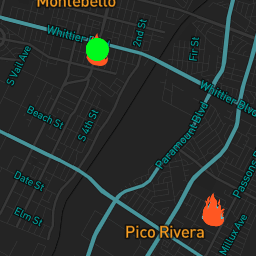 Montebello
Whittier Bl
2nd St
Fir St
S Vail Ave
Whittier Blvd
Beach St
S 4th St
Paramount Blvd
Date St
Passons
Elm St
Pico Rivera
Millux Ave